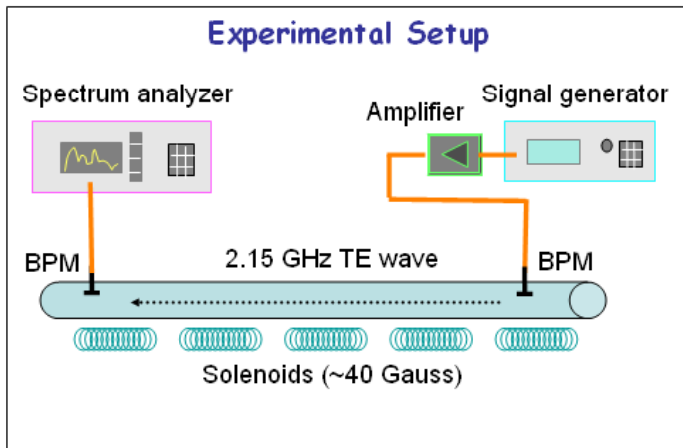 Experimental Setup
Spectrum analyzer
Signal generator
Amplifier
BPM
2.15 GHz TE wave
BPM
Solenoids (~40 Gauss)